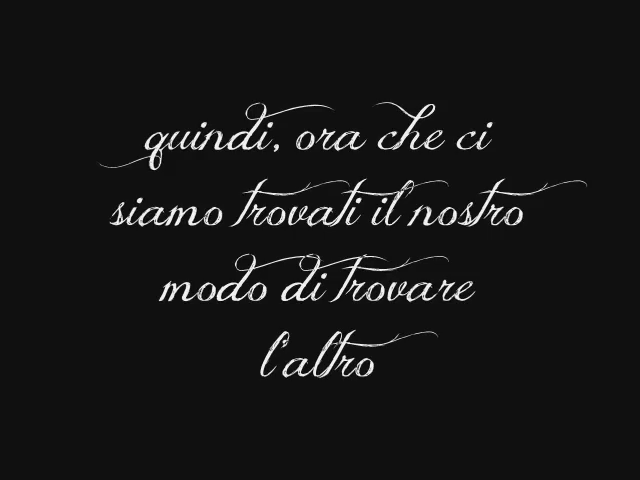 quindi, ora che ci
siamo trovati il nostro
modo di trovare
l'altro